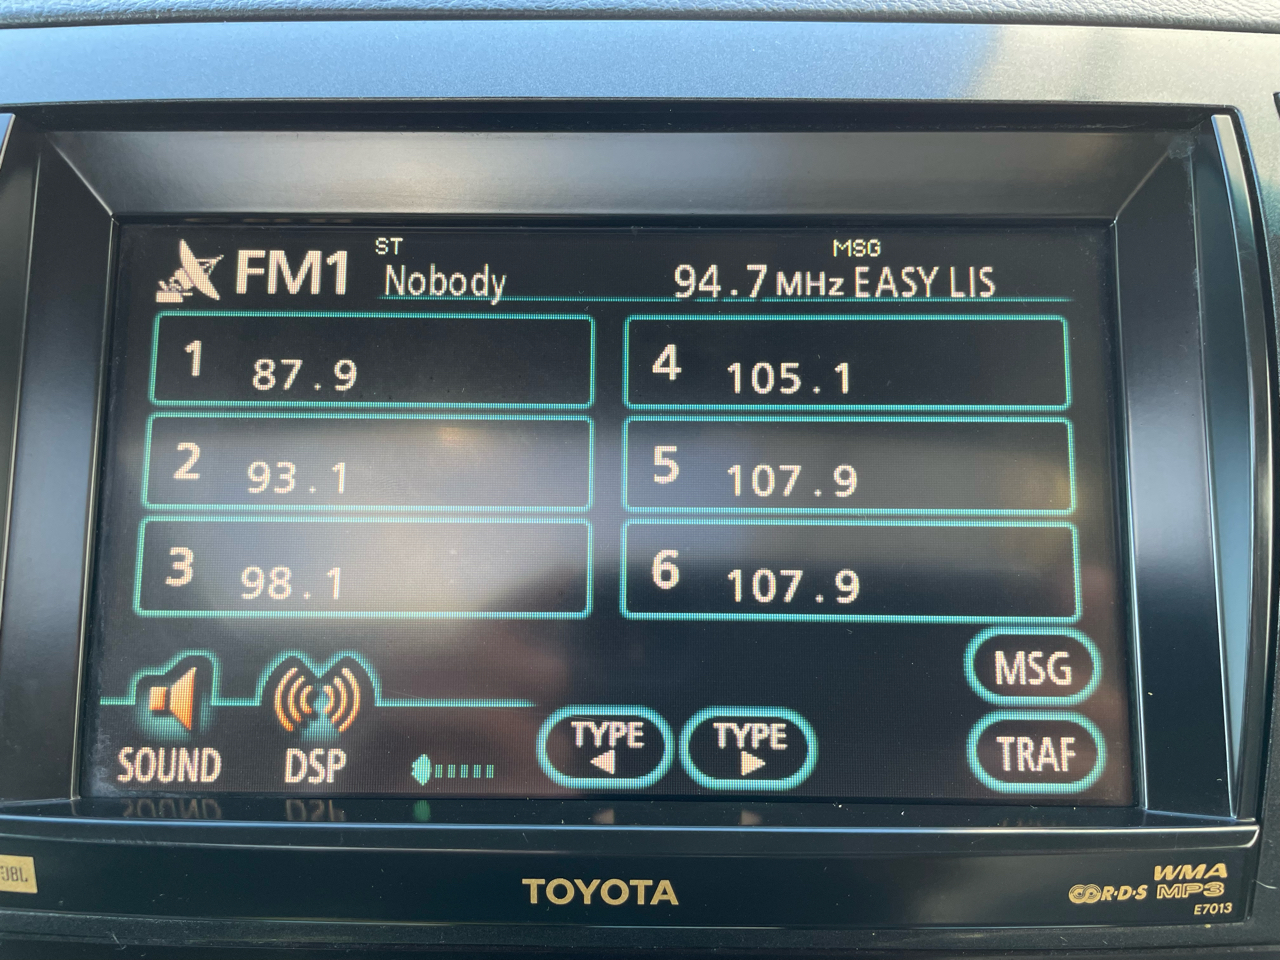 FM1 ST MSG
Nobody 94.7 MHz EASY LIS
1 87.9
4 105.1
2 93.1
5 107.9
3 98.1
6 107.9
MSG
SOUND DSP TYPE TYPE TRAF
JBL
TOYOTA
R·D·S WMA
MP3
E7013